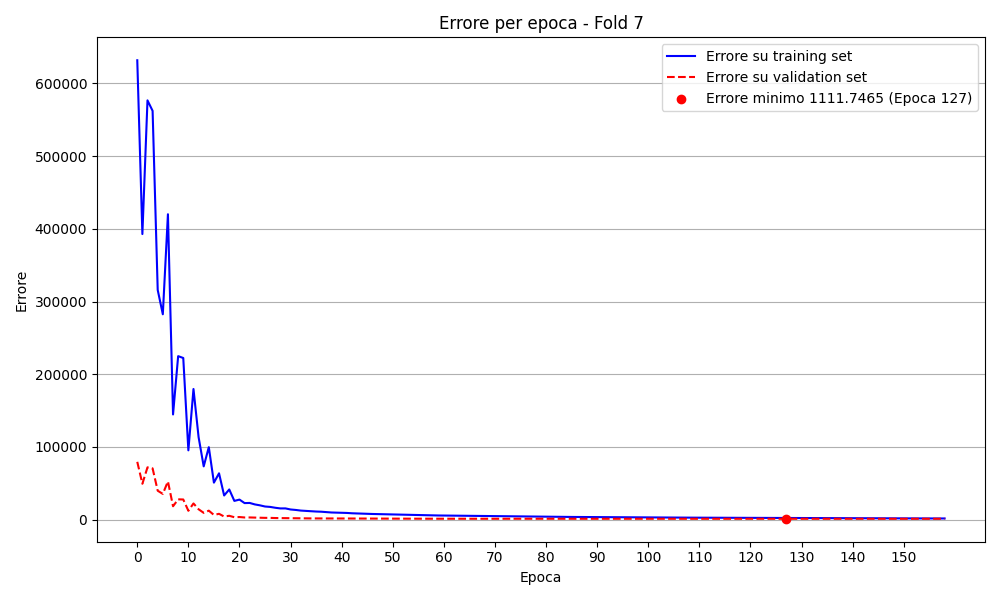 Errore per epoca - Fold 7
Errore su training set
Errore su validation set
Errore minimo 1111.7465 (Epoca 127)
600000
500000
400000
300000
200000
100000
0
Errore
0 10 20 30 40 50 60 70 80 90 100 110 120 130 140 150
Epoca